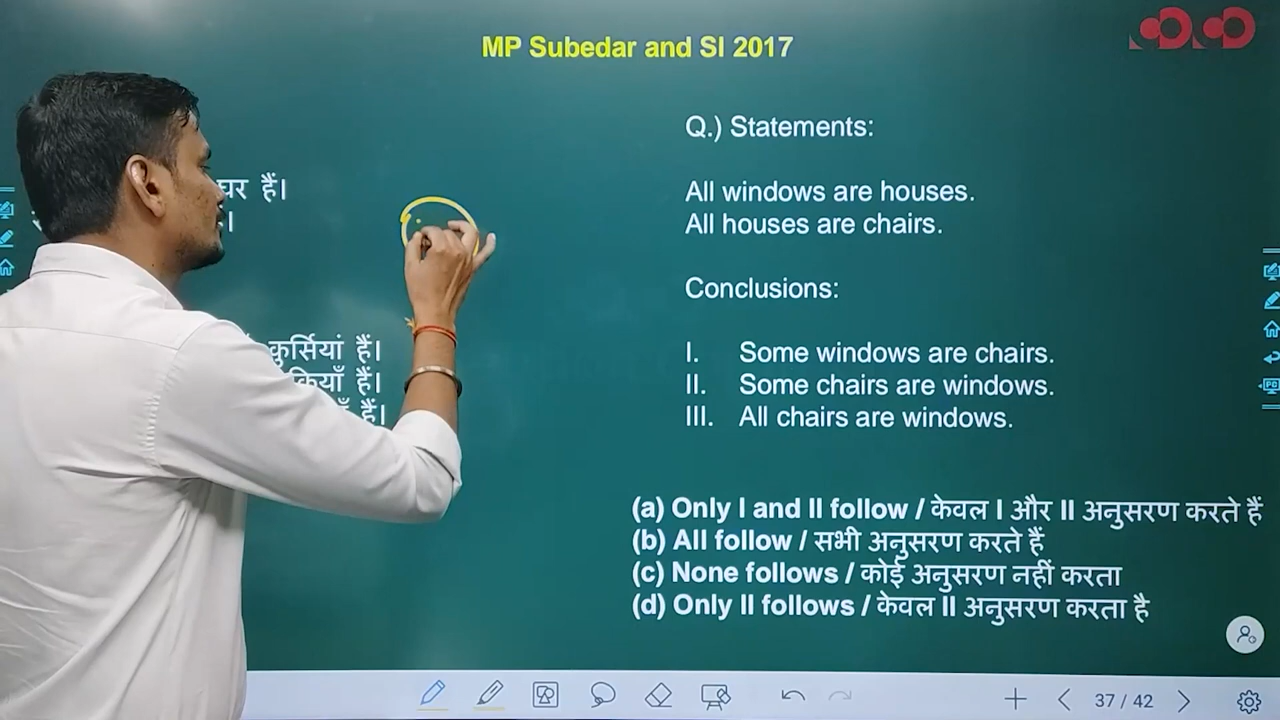 MP Subedar and SI 2017
घर हैं।
Q.) Statements:
All windows are houses.
All houses are chairs.
Conclusions:
कुर्सियां हैं।
हैं।
I. Some windows are chairs.
II. Some chairs are windows.
III. All chairs are windows.
(a) Only I and II follow / केवल I और II अनुसरण करते हैं
(b) All follow / सभी अनुसरण करते हैं
(c) None follows / कोई अनुसरण नहीं करता
(d) Only II follows / केवल II अनुसरण करता है
37 / 42